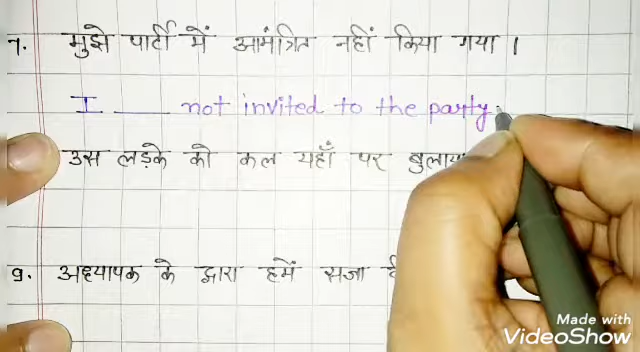 7. मुझे पार्टी में आमंत्रित नहीं किया गया ।
I ____ not invited to the party
उस लड़के को कल यहाँ पर
9. अध्यापक के द्वारा हमें सजा
Made with
VideoShow